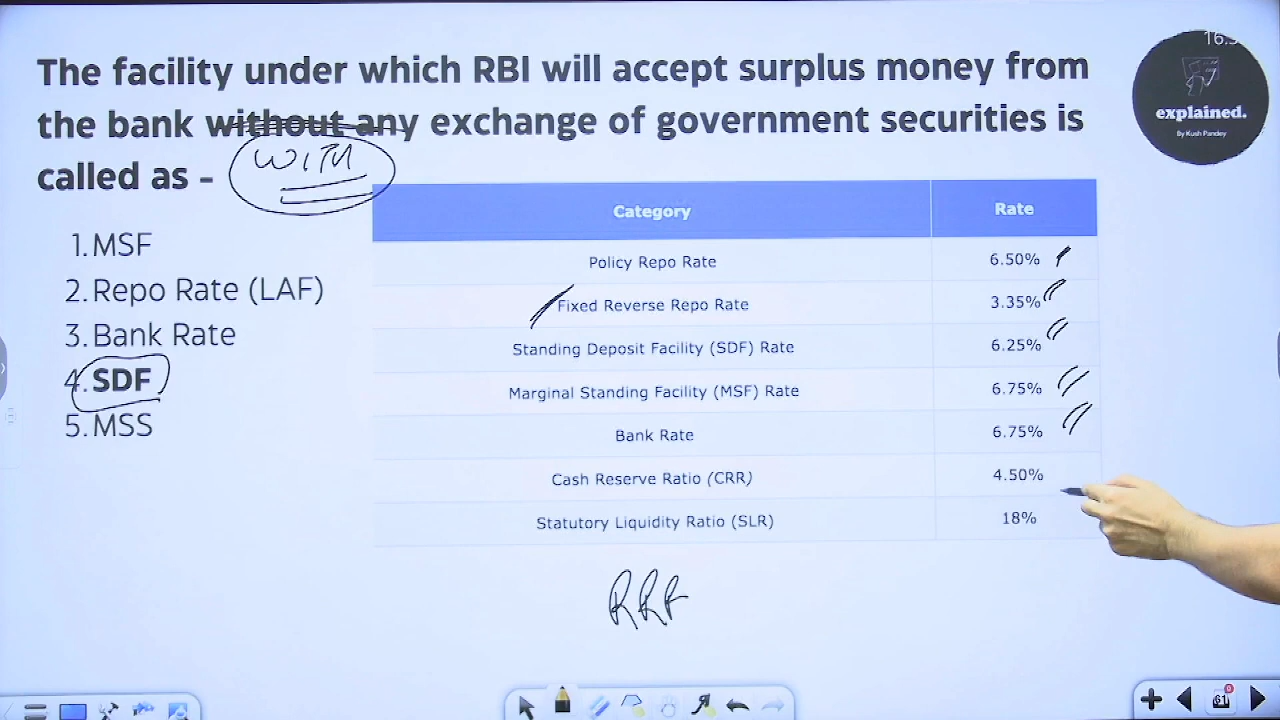 The facility under which RBI will accept surplus money from
the bank without any exchange of government securities is
called as -
WITH
1. MSF
2. Repo Rate (LAF)
3. Bank Rate
4. SDF
5. MSS
Category Rate
Policy Repo Rate 6.50%
Fixed Reverse Repo Rate 3.35%
Standing Deposit Facility (SDF) Rate 6.25%
Marginal Standing Facility (MSF) Rate 6.75%
Bank Rate 6.75%
Cash Reserve Ratio (CRR) 4.50%
Statutory Liquidity Ratio (SLR) 18%
explained.
By Kush Pandey
61